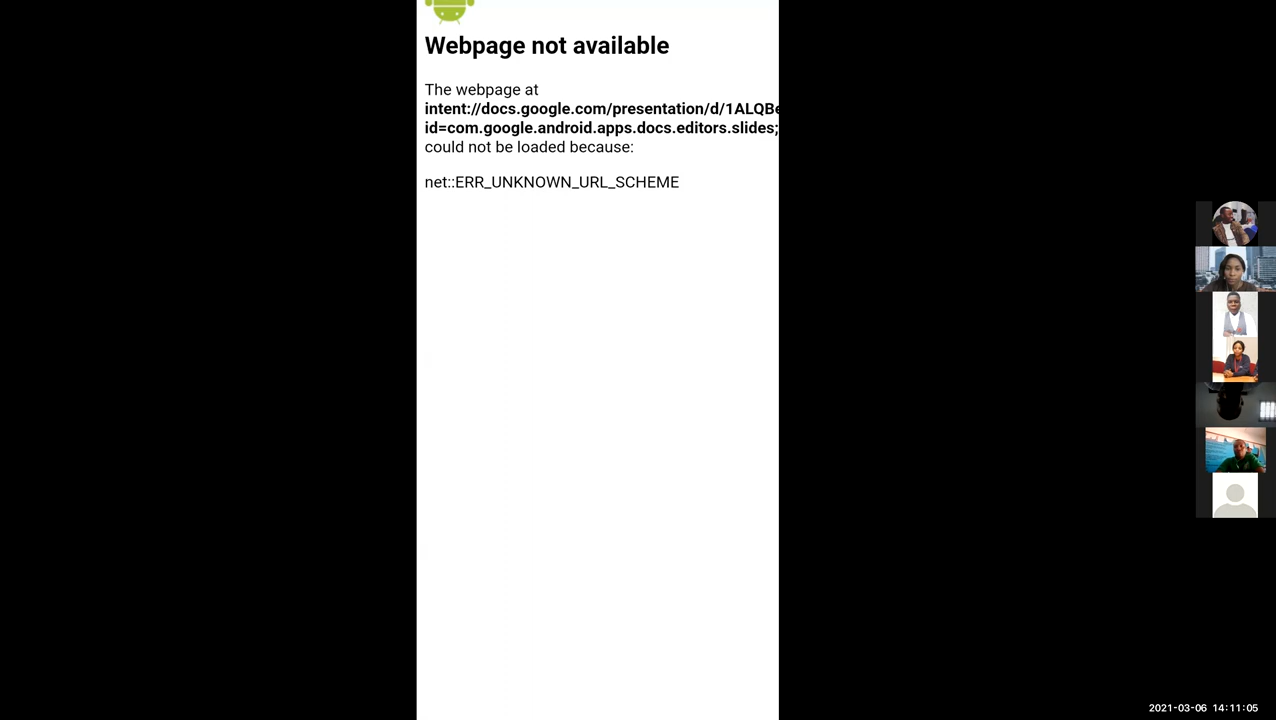 Webpage not available
The webpage at
intent://docs.google.com/presentation/d/1ALQBe
id=com.google.android.apps.docs.editors.slides;
could not be loaded because:
net::ERR_UNKNOWN_URL_SCHEME
2021-03-06 14:11:05